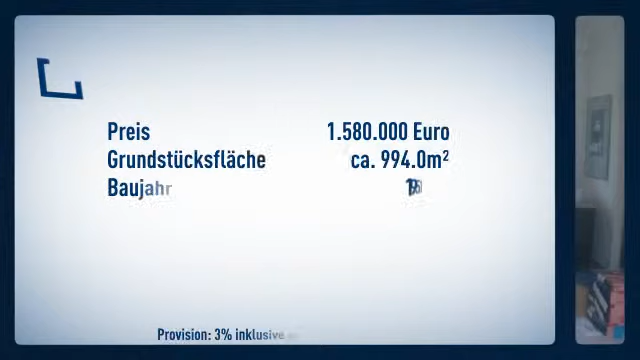 Preis 1.580.000 Euro
Grundstücksfläche ca. 994.0m²
Baujahr
Provision: 3% inklusive